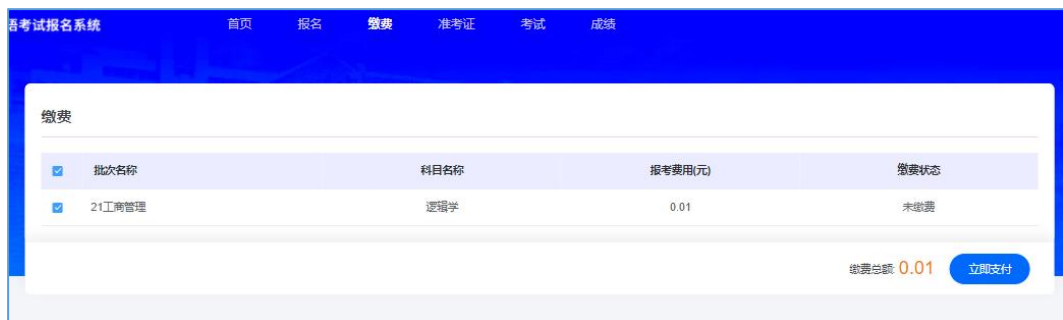 语考试报名系统
首页 报名 缴费 准考证 考试 成绩
缴费
批次名称 科目名称 报考费用(元) 缴费状态
21工商管理 逻辑学 0.01 未缴费
缴费总额: 0.01 立即支付